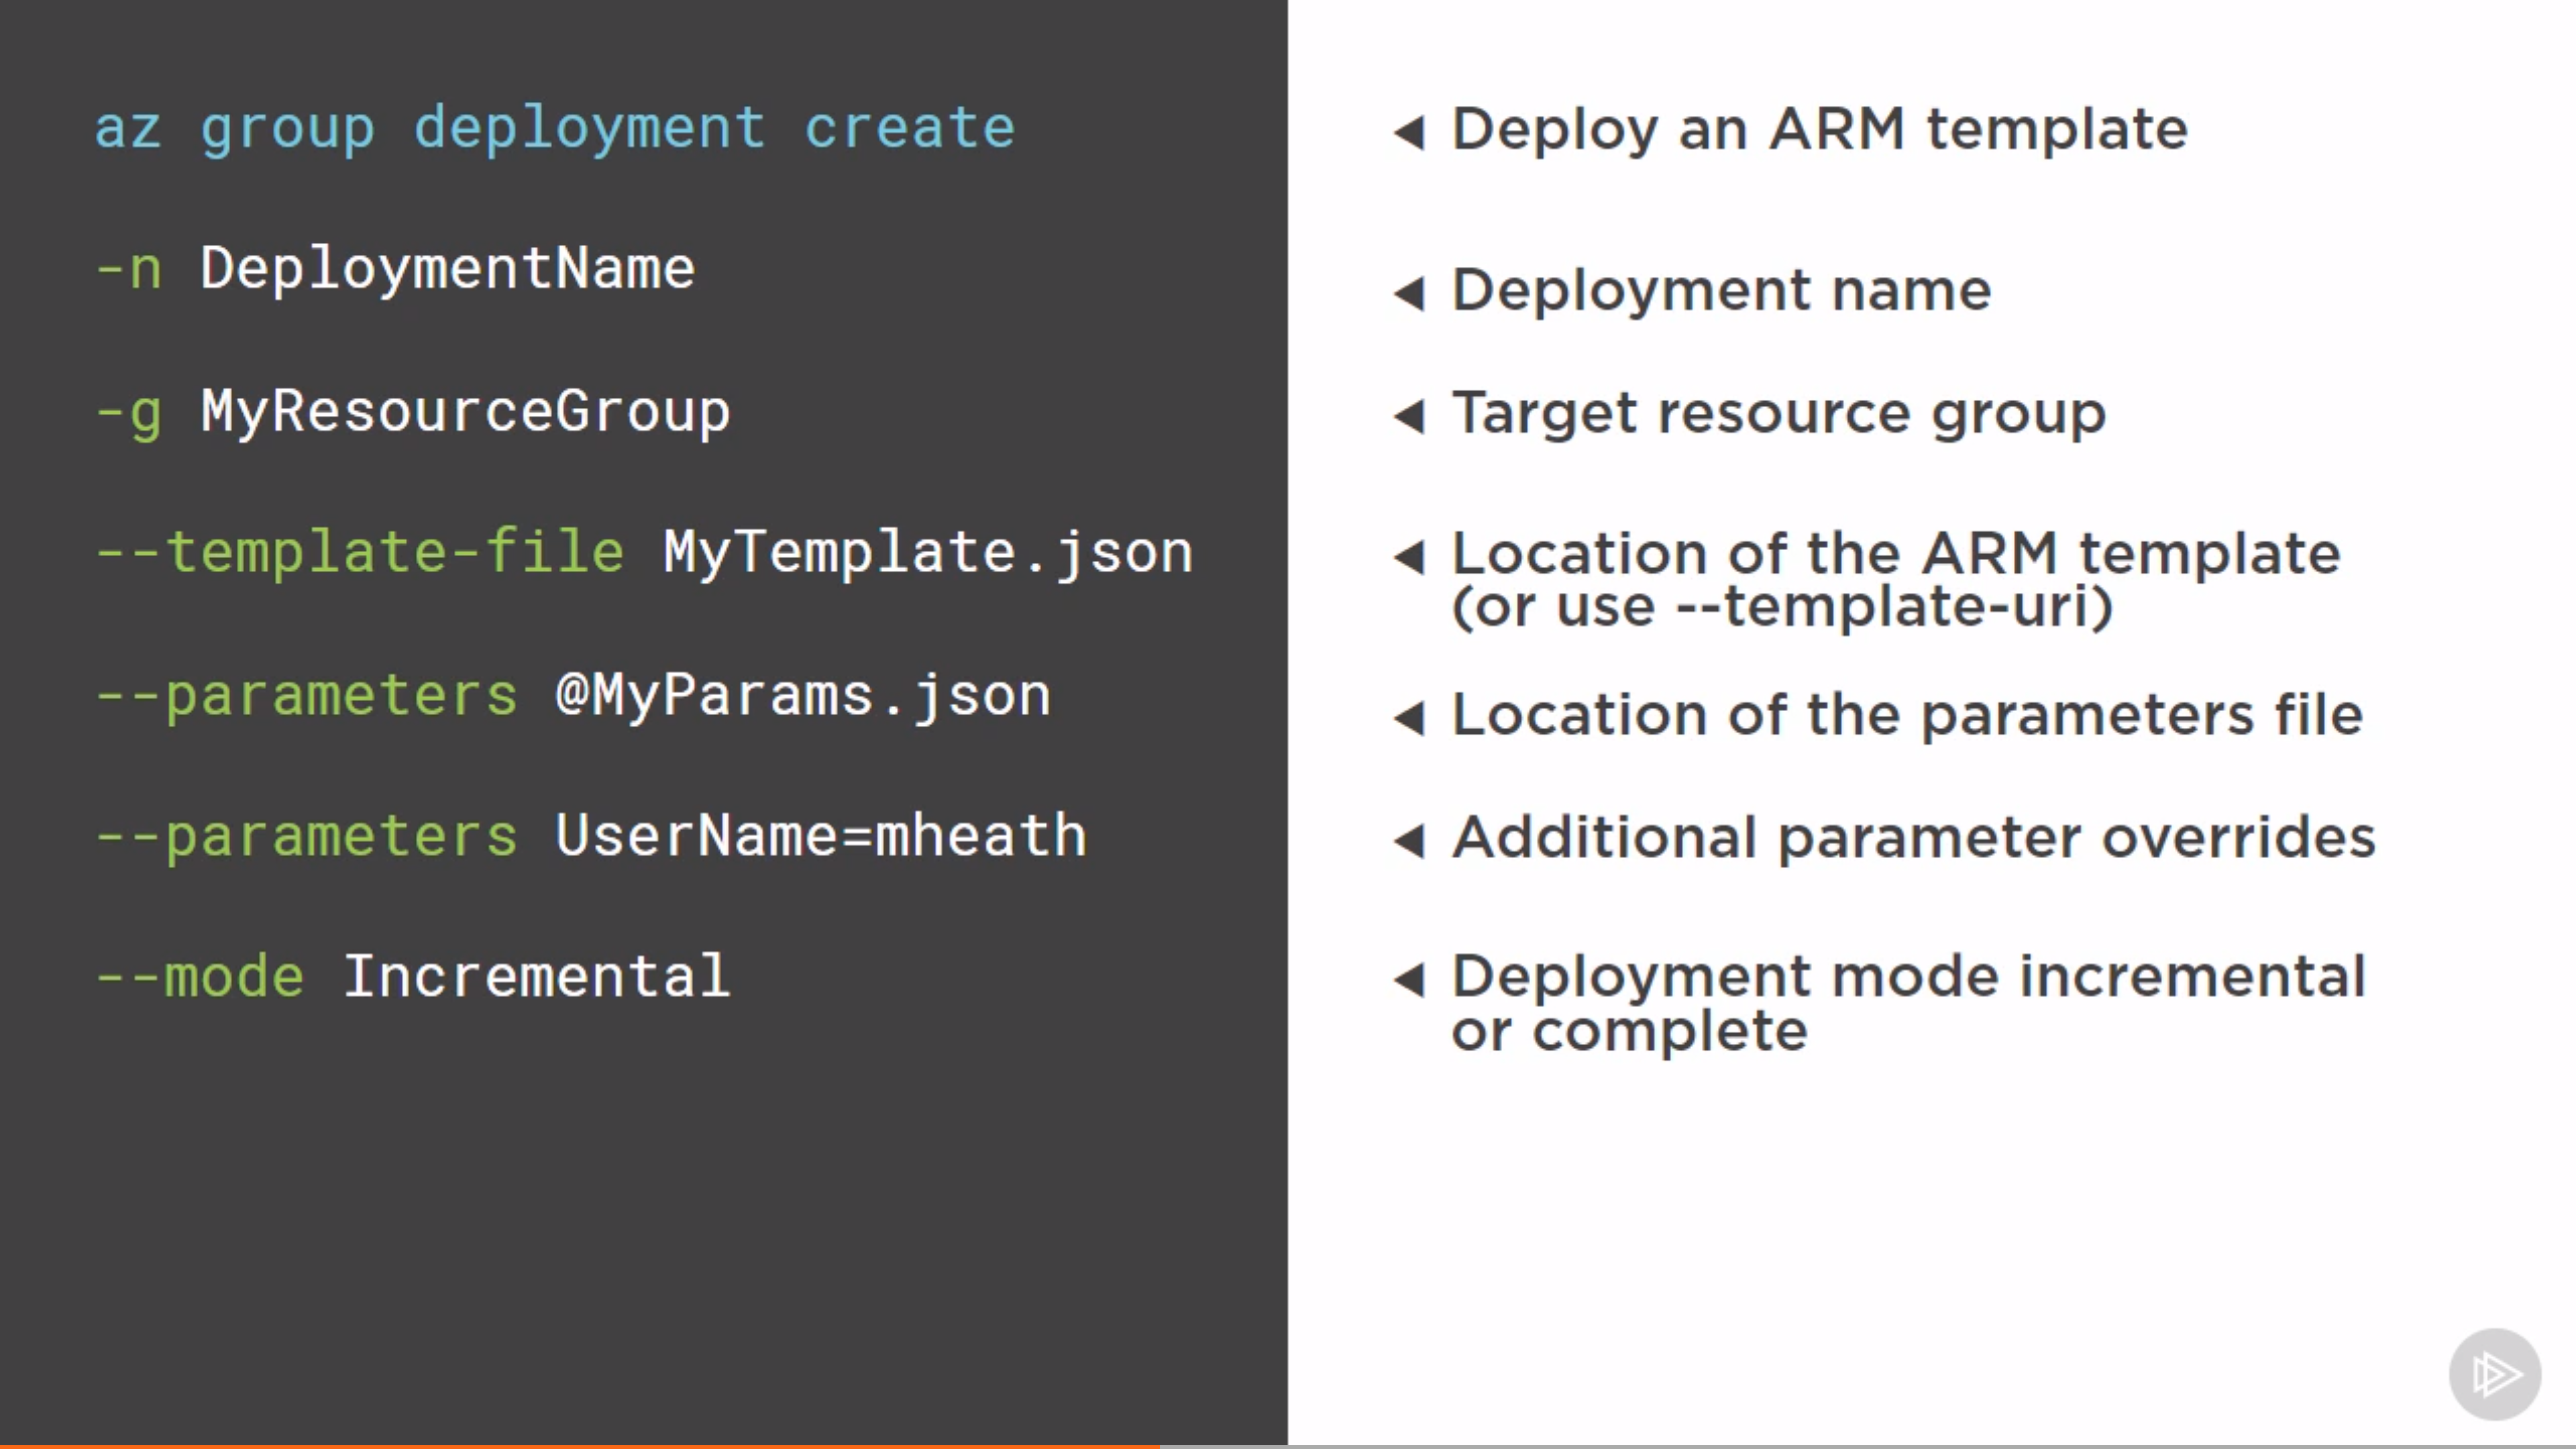 az group deployment create
-n DeploymentName
-g MyResourceGroup
--template-file MyTemplate.json
--parameters @MyParams.json
--parameters UserName=mheath
--mode Incremental
◀ Deploy an ARM template
◀ Deployment name
◀ Target resource group
◀ Location of the ARM template
(or use --template-uri)
◀ Location of the parameters file
◀ Additional parameter overrides
◀ Deployment mode incremental
or complete